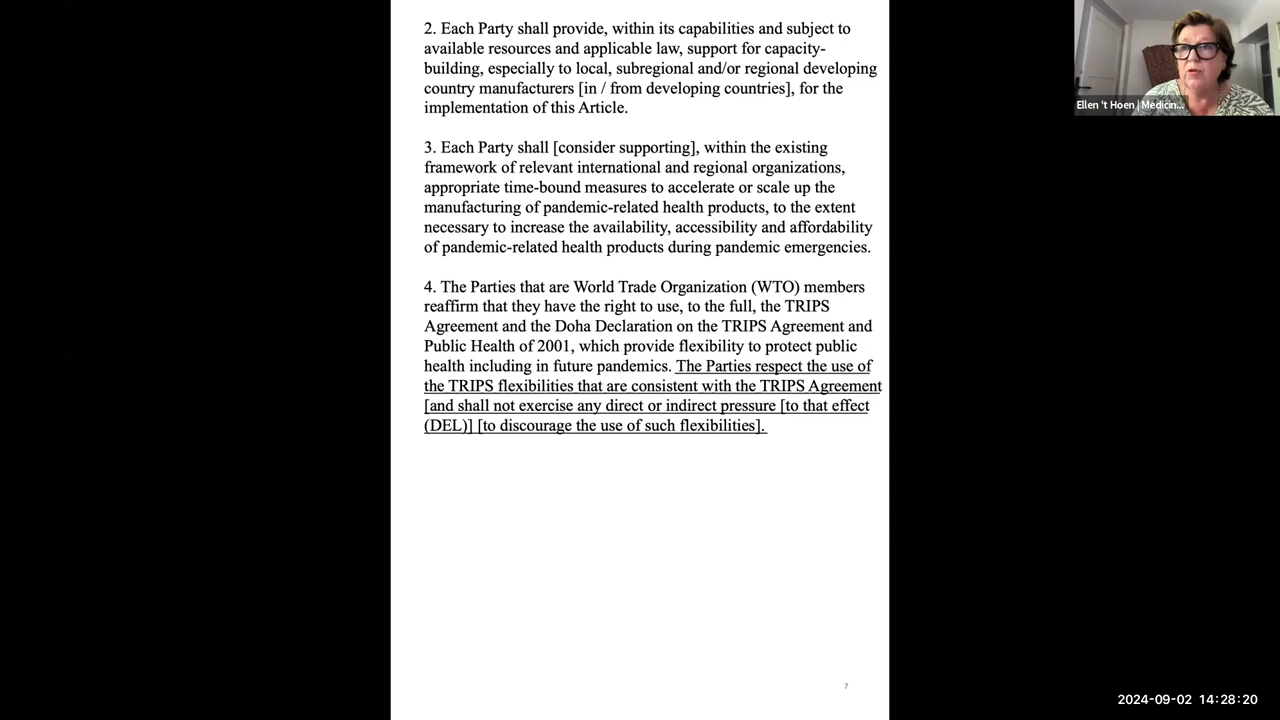 2. Each Party shall provide, within its capabilities and subject to
available resources and applicable law, support for capacity-
building, especially to local, subregional and/or regional developing
country manufacturers [in / from developing countries], for the
implementation of this Article.
3. Each Party shall [consider supporting], within the existing
framework of relevant international and regional organizations,
appropriate time-bound measures to accelerate or scale up the
manufacturing of pandemic-related health products, to the extent
necessary to increase the availability, accessibility and affordability
of pandemic-related health products during pandemic emergencies.
4. The Parties that are World Trade Organization (WTO) members
reaffirm that they have the right to use, to the full, the TRIPS
Agreement and the Doha Declaration on the TRIPS Agreement and
Public Health of 2001, which provide flexibility to protect public
health including in future pandemics. The Parties respect the use of
the TRIPS flexibilities that are consistent with the TRIPS Agreement
[and shall not exercise any direct or indirect pressure [to that effect
(DEL)] [to discourage the use of such flexibilities].
7
Ellen 't Hoen | Medicin...
2024-09-02 14:28:20